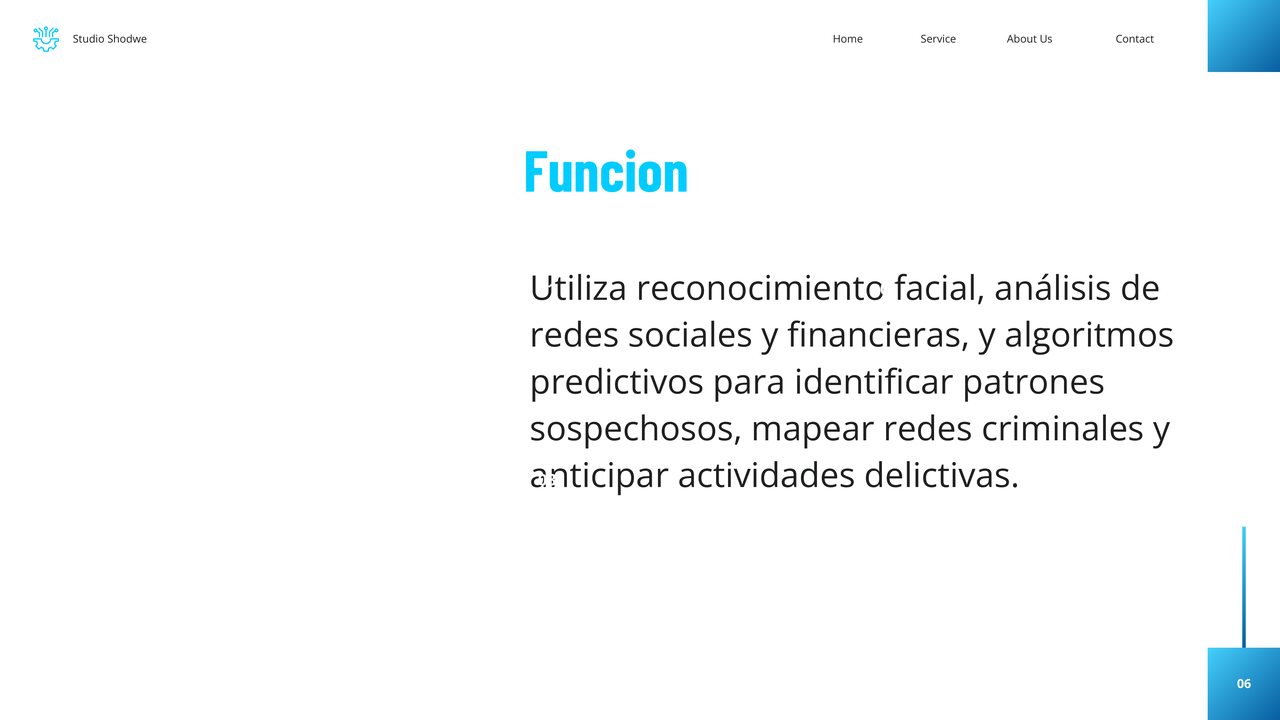 Studio Shodwe
Home
Service
About Us
Contact
Funcion
Utiliza reconocimiento facial, análisis de
redes sociales y financieras, y algoritmos
predictivos para identificar patrones
sospechosos, mapear redes criminales y
anticipar actividades delictivas.
06